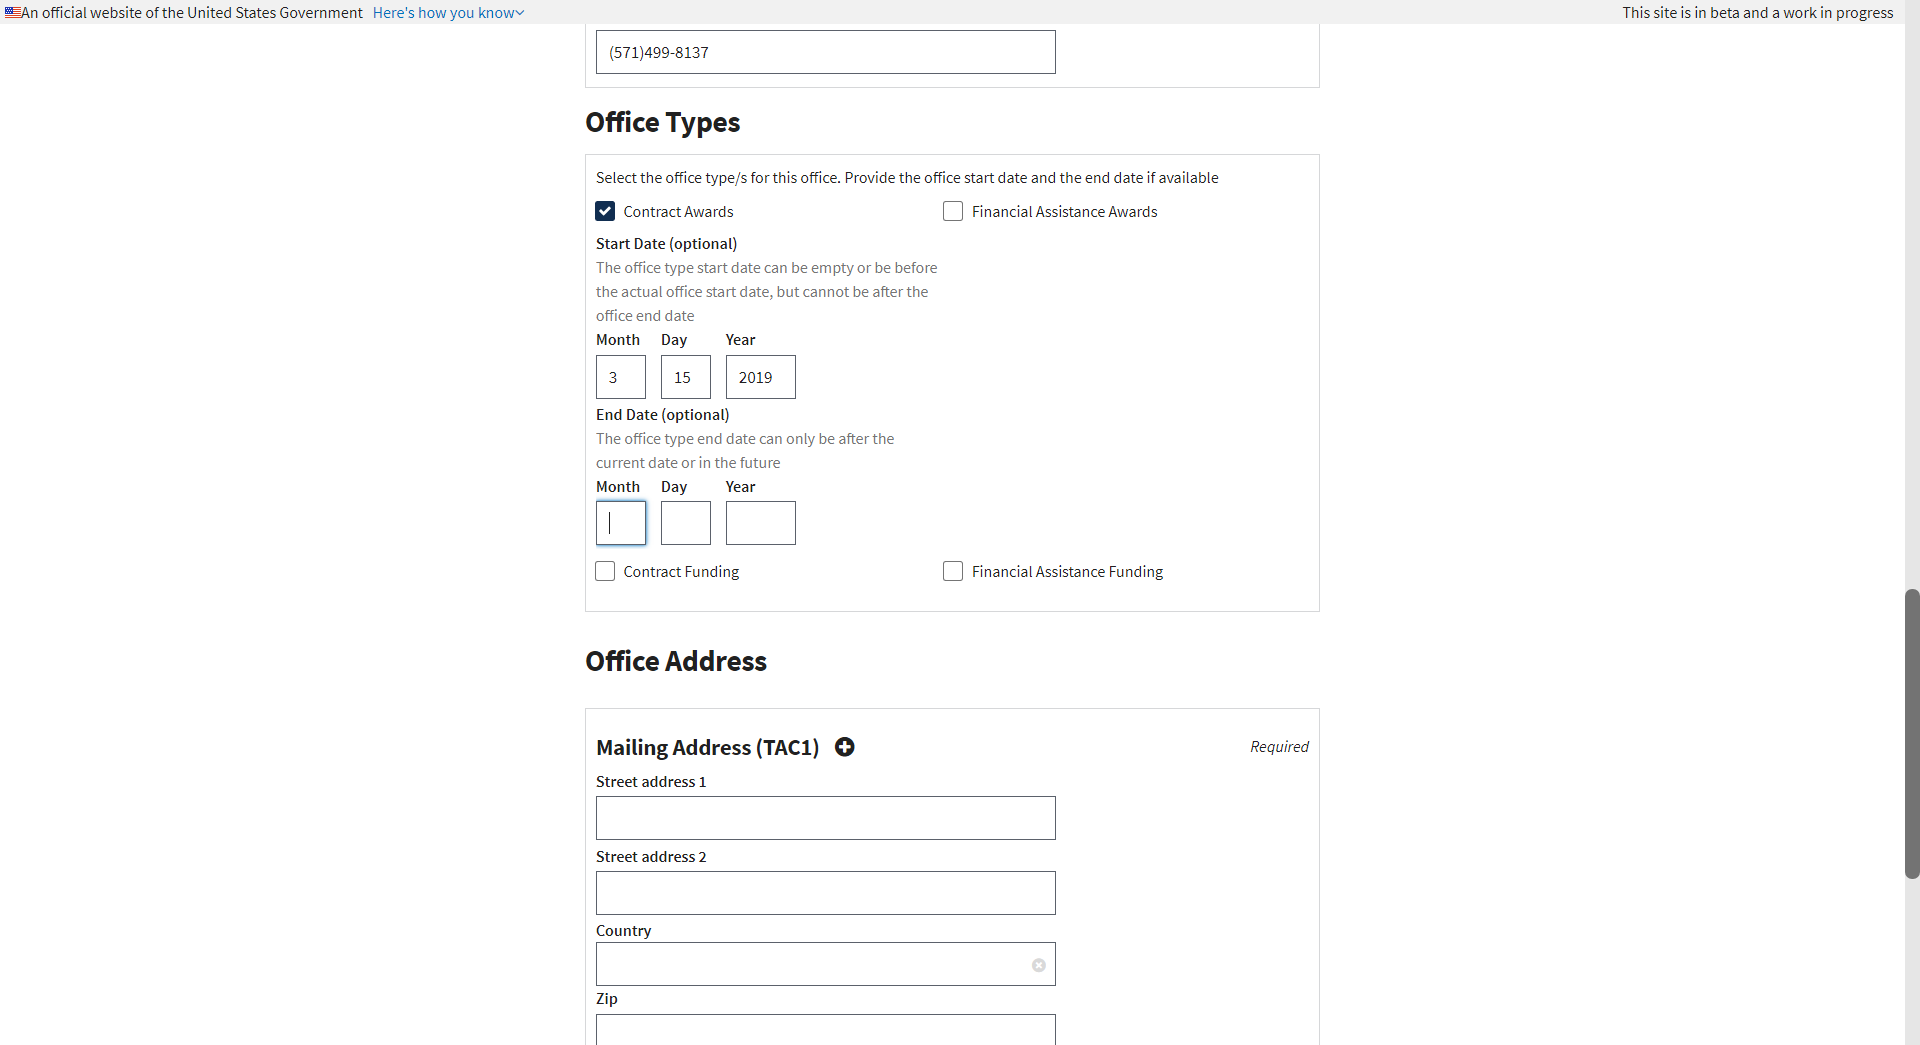 An official website of the United States Government Here's how you know
This site is in beta and a work in progress
(571)499-8137
Office Types
Select the office type/s for this office. Provide the office start date and the end date if available
Contract Awards
Financial Assistance Awards
Start Date (optional)
The office type start date can be empty or be before
the actual office start date, but cannot be after the
office end date
Month Day Year
3 15 2019
End Date (optional)
The office type end date can only be after the
current date or in the future
Month Day Year
Contract Funding
Financial Assistance Funding
Office Address
Mailing Address (TAC1)
Required
Street address 1
Street address 2
Country
Zip